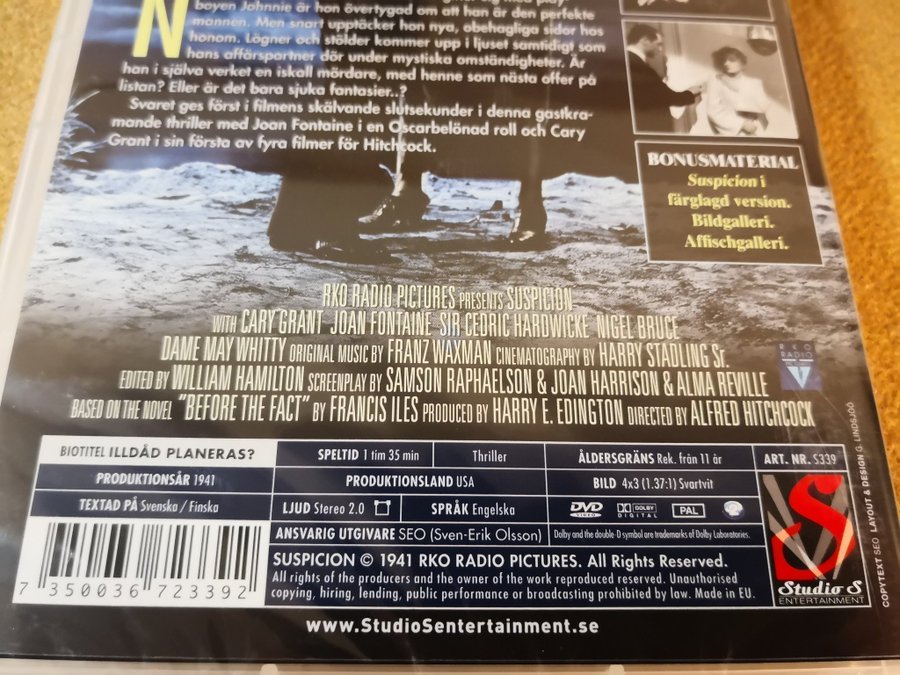 N
boyen Johnnie är hon övertygad om att han är den perfekte
mannen. Men snart upptäcker hon nya, obehagliga sidor hos
honom. Lögner och stölder kommer upp i ljuset samtidigt som
hans affärspartner dör under mystiska omständigheter. Är
han i själva verket en iskall mördare, med henne som nästa offer på
listan? Eller är det bara sjuka fantasier..?
Svaret ges först i filmens skälvande slutsekunder i denna gastkra-
mande thriller med Joan Fontaine i en Oscarbelönad roll och Cary
Grant i sin första av fyra filmer för Hitchcock.
BONUSMATERIAL
Suspicion i
färglagd version.
Bildgalleri.
Affischgalleri.
RKO RADIO PICTURES PRESENTS SUSPICION
WITH CARY GRANT JOAN FONTAINE SIR CEDRIC HARDWICKE NIGEL BRUCE
DAME MAY WHITTY ORIGINAL MUSIC BY FRANZ WAXMAN CINEMATOGRAPHY BY HARRY STADLING Sr.
EDITED BY WILLIAM HAMILTON SCREENPLAY BY SAMSON RAPHAELSON & JOAN HARRISON & ALMA REVILLE
BASED ON THE NOVEL "BEFORE THE FACT" BY FRANCIS ILES PRODUCED BY HARRY E. EDINGTON DIRECTED BY ALFRED HITCHCOCK
RKO
RADIO
BIOTITEL ILLDÅD PLANERAS?
SPELTID 1 tim 35 min
Thriller
ÅLDERSGRÄNS Rek. från 11 år
ART. NR. S339
PRODUKTIONSÅR 1941
PRODUKTIONSLAND USA
BILD 4x3 (1.37:1) Svartvit
TEXTAD PÅ Svenska / Finska
LJUD Stereo 2.0
SPRÅK Engelska
DVD VIDEO
DOLBY DIGITAL
PAL
ANSVARIG UTGIVARE SEO (Sven-Erik Olsson)
Dolby and the double-D symbol are trademarks of Dolby Laboratories.
SUSPICION © 1941 RKO RADIO PICTURES. All Rights Reserved.
All rights of the producers and the owner of the work reproduced reserved. Unauthorised
copying, hiring, lending, public performance or broadcasting prohibited by law. Made in EU.
7 350036 723392
S
Studio S
ENTERTAINMENT
COPYTEXT SEO LAYOUT & DESIGN G. LINDSJÖÖ
www.StudioSentertainment.se